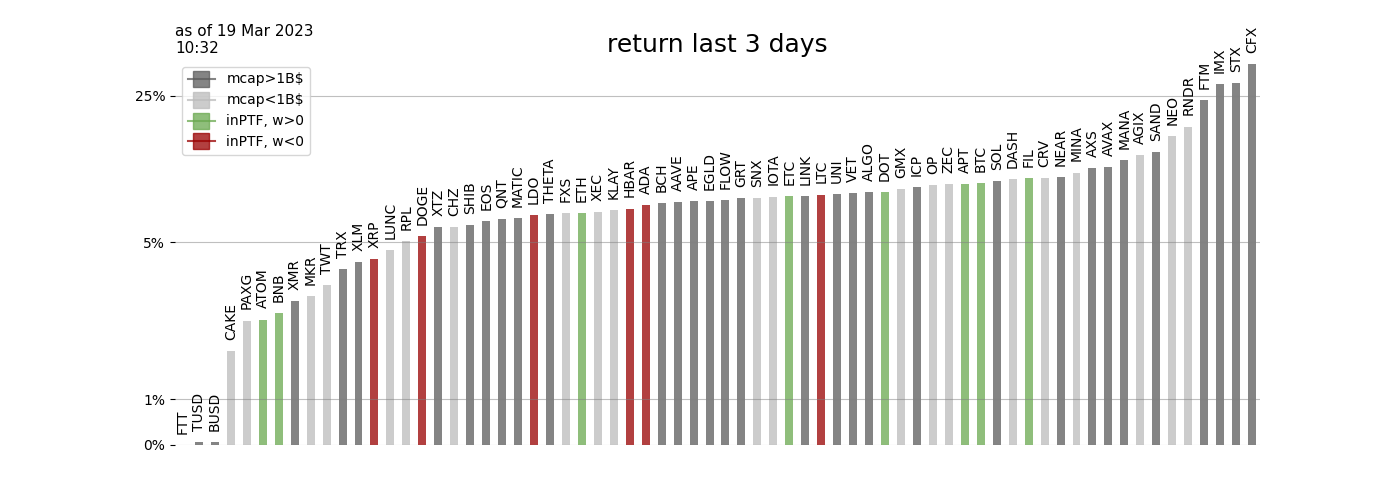 as of 19 Mar 2023
10:32
return last 3 days
mcap>1B$
mcap<1B$
inPTF, w>0
inPTF, w<0
25%
5%
1%
0%
FTT
TUSD
BUSD
CAKE
PAXG
ATOM
BNB
XMR
MKR
TWT
TRX
XLM
XRP
LUNC
RPL
DOGE
XTZ
CHZ
SHIB
EOS
QNT
MATIC
LDO
THETA
FXS
ETH
XEC
KLAY
HBAR
ADA
BCH
AAVE
APE
EGLD
FLOW
GRT
SNX
IOTA
ETC
LINK
LTC
UNI
VET
ALGO
DOT
GMX
ICP
OP
ZEC
APT
BTC
SOL
DASH
FIL
CRV
NEAR
MINA
AXS
AVAX
MANA
AGIX
SAND
NEO
RNDR
FTM
IMX
STX
CFX